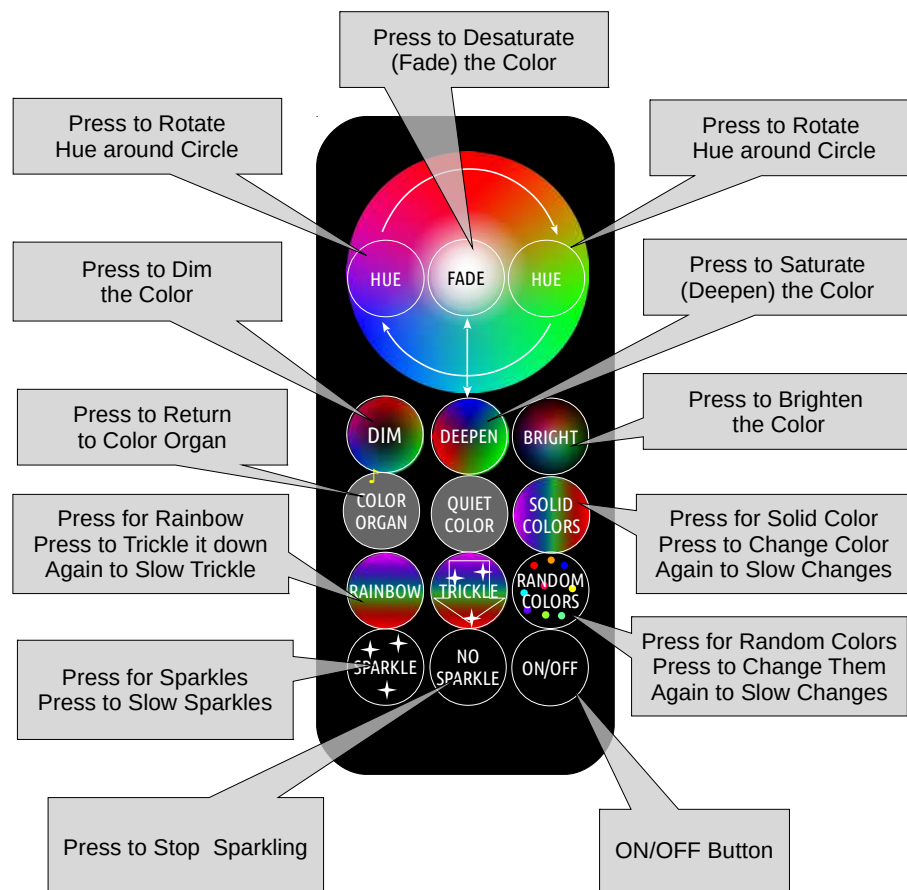 Press to Desaturate
(Fade) the Color
Press to Rotate
Hue around Circle
Press to Rotate
Hue around Circle
Press to Dim
the Color
HUE
FADE
HUE
Press to Saturate
(Deepen) the Color
Press to Return
to Color Organ
DIM
DEEPEN
BRIGHT
Press to Brighten
the Color
COLOR
ORGAN
QUIET
COLOR
SOLID
COLORS
Press for Rainbow
Press to Trickle it down
Again to Slow Trickle
Press for Solid Color
Press to Change Color
Again to Slow Changes
RAINBOW
TRICKLE
RANDOM
COLORS
Press for Sparkles
Press to Slow Sparkles
SPARKLE
NO
SPARKLE
ON/OFF
Press for Random Colors
Press to Change Them
Again to Slow Changes
Press to Stop  Sparkling
ON/OFF Button